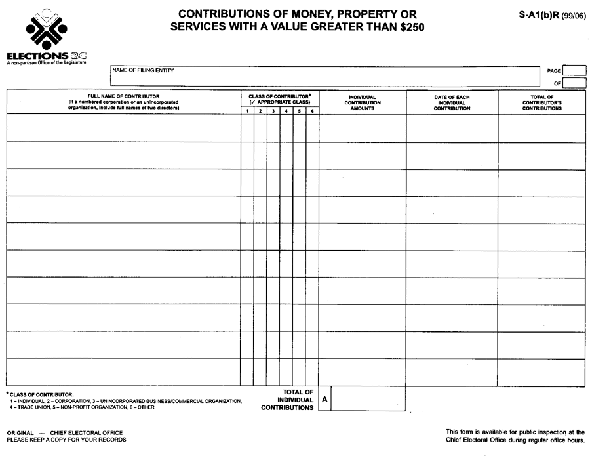 CONTRIBUTIONS OF MONEY, PROPERTY OR
SERVICES WITH A VALUE GREATER THAN $250
S-A1(b)R (99/06)
ELECTIONS BC
A non-partisan Office of the Legislature
NAME OF FILING ENTITY
PAGE
OF
FULL NAME OF CONTRIBUTOR
(if a numbered corporation or an unincorporated
organization, include full names of two directors)
CLASS OF CONTRIBUTOR*
(✓ APPROPRIATE CLASS)
1 2 3 4 5 6
INDIVIDUAL
CONTRIBUTION
AMOUNTS
DATE OF EACH
INDIVIDUAL
CONTRIBUTION
TOTAL OF
CONTRIBUTOR'S
CONTRIBUTIONS
*CLASS OF CONTRIBUTOR
1 – INDIVIDUAL, 2 – CORPORATION, 3 – UNINCORPORATED BUSINESS/COMMERCIAL ORGANIZATION,
4 – TRADE UNION, 5 – NON-PROFIT ORGANIZATION, 6 – OTHER
TOTAL OF
INDIVIDUAL
CONTRIBUTIONS
A
ORIGINAL — CHIEF ELECTORAL OFFICE
PLEASE KEEP A COPY FOR YOUR RECORDS
This form is available for public inspection at the
Chief Electoral Office during regular office hours.